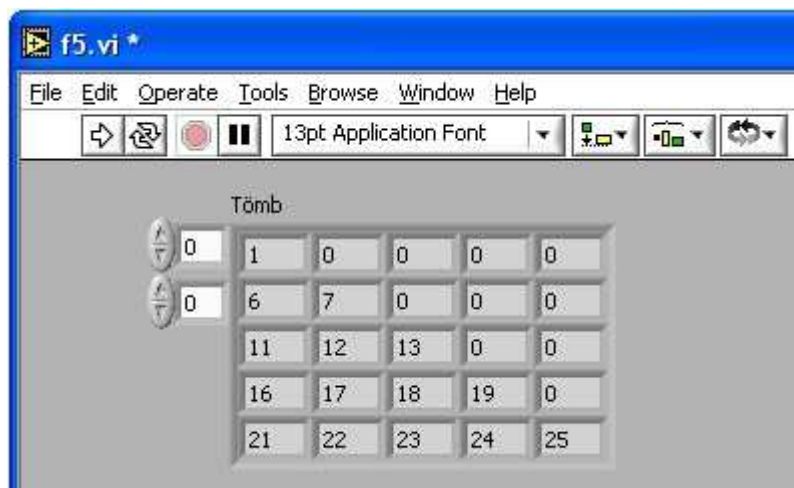 f5.vi *
File Edit Operate Tools Browse Window Help
13pt Application Font
Tömb
0 1 0 0 0 0
0 6 7 0 0 0
11 12 13 0 0
16 17 18 19 0
21 22 23 24 25